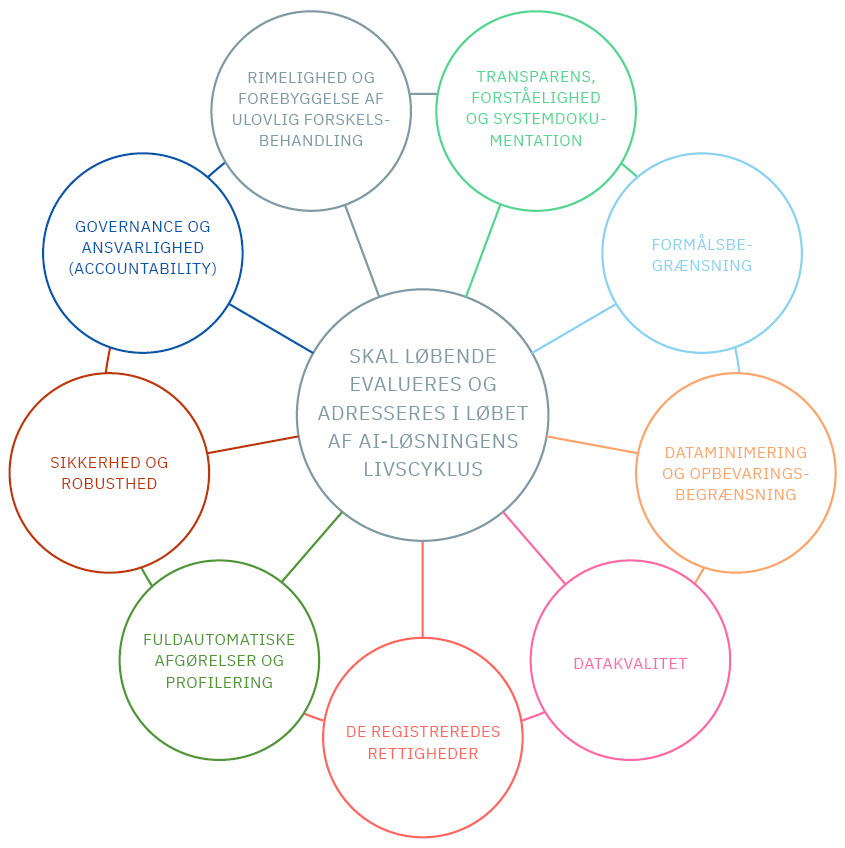 RIMELIGHED OG
FOREBYGGELSE AF
ULOVLIG FORSKELS-
BEHANDLING
TRANSPARENS,
FORSTÅELIGHED
OG SYSTEMDOKU-
MENTATION
FORMÅLSBE-
GRÆNSNING
DATAMINIMERING
OG OPBEVARINGS-
BEGRÆNSNING
DATAKVALITET
DE REGISTREREDES
RETTIGHEDER
FULDAUTOMATISKE
AFGØRELSER OG
PROFILERING
SIKKERHED OG
ROBUSTHED
GOVERNANCE OG
ANSVARLIGHED
(ACCOUNTABILITY)
SKAL LØBENDE
EVALUERES OG
ADRESSERES I LØBET
AF AI-LØSNINGENS
LIVSCYKLUS